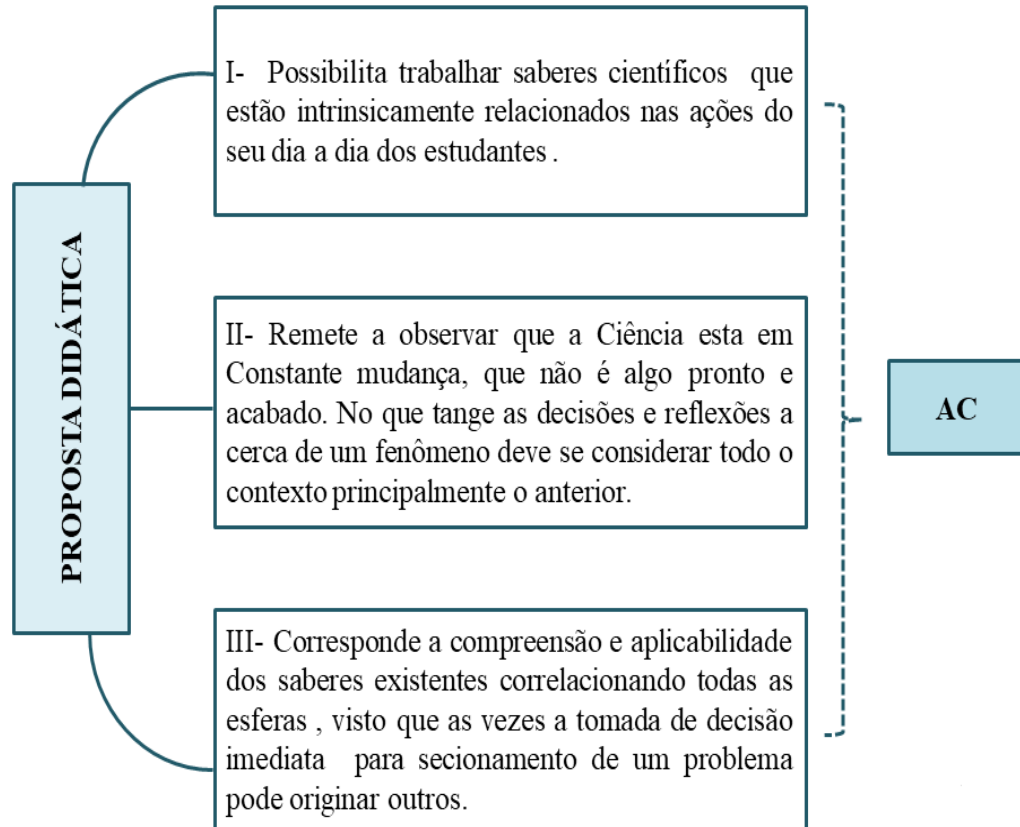 PROPOSTA DIDÁTICA
I- Possibilita trabalhar saberes científicos que
estão intrinsicamente relacionados nas ações do
seu dia a dia dos estudantes .
II- Remete a observar que a Ciência esta em
Constante mudança, que não é algo pronto e
acabado. No que tange as decisões e reflexões a
cerca de um fenômeno deve se considerar todo o
contexto principalmente o anterior.
III- Corresponde a compreensão e aplicabilidade
dos saberes existentes correlacionando todas as
esferas , visto que as vezes a tomada de decisão
imediata para secionamento de um problema
pode originar outros.
AC